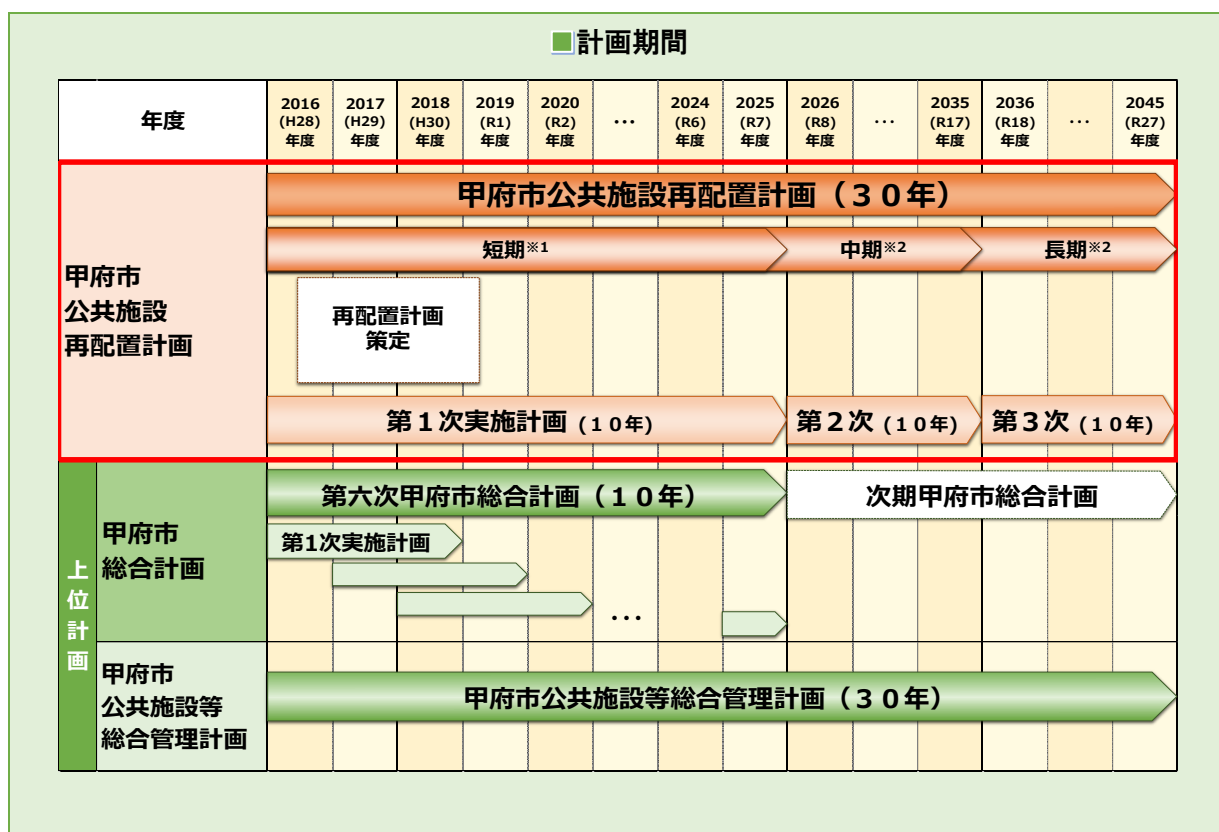 ■計画期間
年度
2016
(H28)
年度
2017
(H29)
年度
2018
(H30)
年度
2019
(R1)
年度
2020
(R2)
年度
…
2024
(R6)
年度
2025
(R7)
年度
2026
(R8)
年度
…
2035
(R17)
年度
2036
(R18)
年度
…
2045
(R27)
年度
甲府市
公共施設
再配置計画
甲府市公共施設再配置計画（３０年）
短期※1
中期※2
長期※2
再配置計画
策定
第１次実施計画（１０年）
第２次（１０年）
第３次（１０年）
上位計画
甲府市
総合計画
第六次甲府市総合計画（１０年）
次期甲府市総合計画
第1次実施計画
…
甲府市
公共施設等
総合管理計画
甲府市公共施設等総合管理計画（３０年）